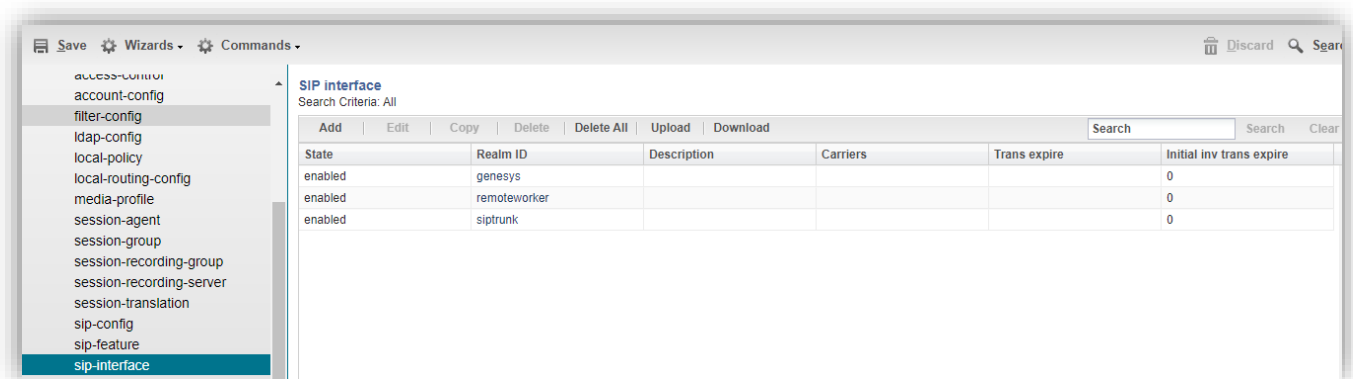 Save Wizards Commands Discard Search
access-control
account-config
filter-config
ldap-config
local-policy
local-routing-config
media-profile
session-agent
session-group
session-recording-group
session-recording-server
session-translation
sip-config
sip-feature
sip-interface
SIP interface
Search Criteria: All
Add Edit Copy Delete Delete All Upload Download Search Search Clear
State Realm ID Description Carriers Trans expire Initial inv trans expire
enabled genesys 0
enabled remoteworker 0
enabled siptrunk 0